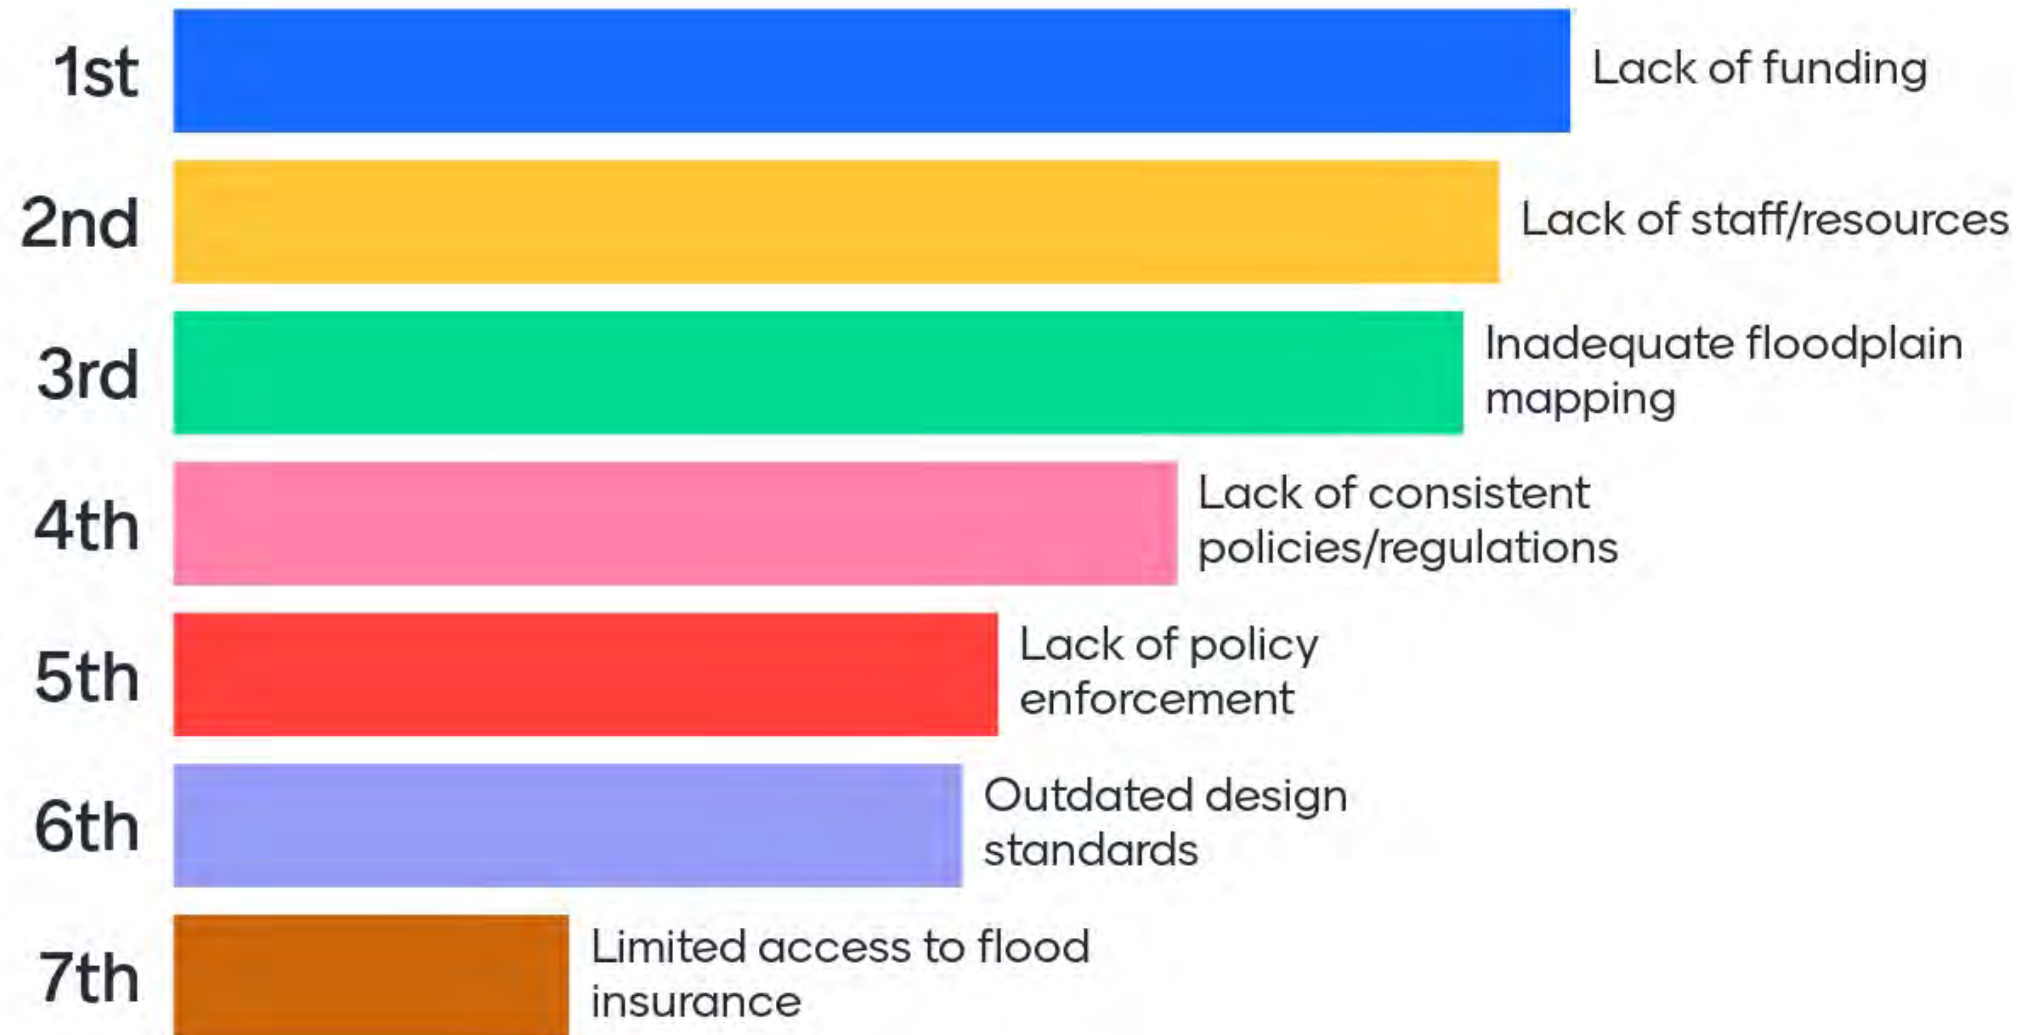 1st
Lack of funding
2nd
Lack of staff/resources
3rd
Inadequate floodplain
mapping
4th
Lack of consistent
policies/regulations
5th
Lack of policy
enforcement
6th
Outdated design
standards
7th
Limited access to flood
insurance